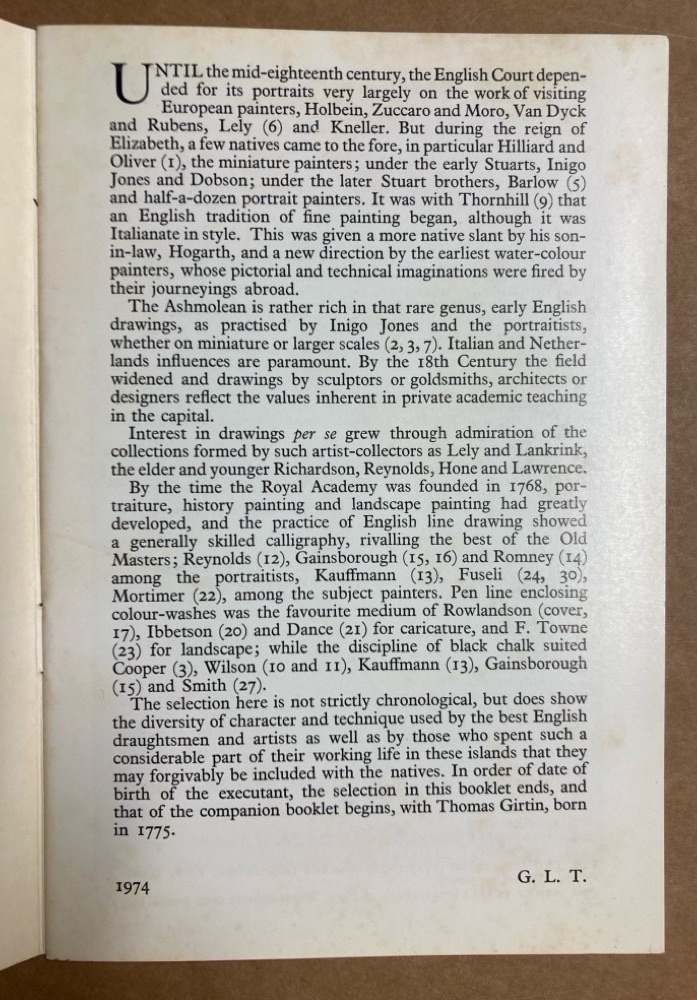 UNTIL the mid-eighteenth century, the English Court depen-
ded for its portraits very largely on the work of visiting
European painters, Holbein, Zuccaro and Moro, Van Dyck
and Rubens, Lely (6) and Kneller. But during the reign of
Elizabeth, a few natives came to the fore, in particular Hilliard and
Oliver (1), the miniature painters; under the early Stuarts, Inigo
Jones and Dobson; under the later Stuart brothers, Barlow (5)
and half-a-dozen portrait painters. It was with Thornhill (9) that
an English tradition of fine painting began, although it was
Italianate in style. This was given a more native slant by his son-
in-law, Hogarth, and a new direction by the earliest water-colour
painters, whose pictorial and technical imaginations were fired by
their journeyings abroad.
The Ashmolean is rather rich in that rare genus, early English
drawings, as practised by Inigo Jones and the portraitists,
whether on miniature or larger scales (2, 3, 7). Italian and Nether-
lands influences are paramount. By the 18th Century the field
widened and drawings by sculptors or goldsmiths, architects or
designers reflect the values inherent in private academic teaching
in the capital.
Interest in drawings per se grew through admiration of the
collections formed by such artist-collectors as Lely and Lankrink,
the elder and younger Richardson, Reynolds, Hone and Lawrence.
By the time the Royal Academy was founded in 1768, por-
traiture, history painting and landscape painting had greatly
developed, and the practice of English line drawing showed
a generally skilled calligraphy, rivalling the best of the Old
Masters; Reynolds (12), Gainsborough (15, 16) and Romney (14)
among the portraitists, Kauffmann (13), Fuseli (24, 30),
Mortimer (22), among the subject painters. Pen line enclosing
colour-washes was the favourite medium of Rowlandson (cover,
17), Ibbetson (20) and Dance (21) for caricature, and F. Towne
(23) for landscape; while the discipline of black chalk suited
Cooper (3), Wilson (10 and 11), Kauffmann (13), Gainsborough
(15) and Smith (27).
The selection here is not strictly chronological, but does show
the diversity of character and technique used by the best English
draughtsmen and artists as well as by those who spent such a
considerable part of their working life in these islands that they
may forgivably be included with the natives. In order of date of
birth of the executant, the selection in this booklet ends, and
that of the companion booklet begins, with Thomas Girtin, born
in 1775.
G. L. T.
1974